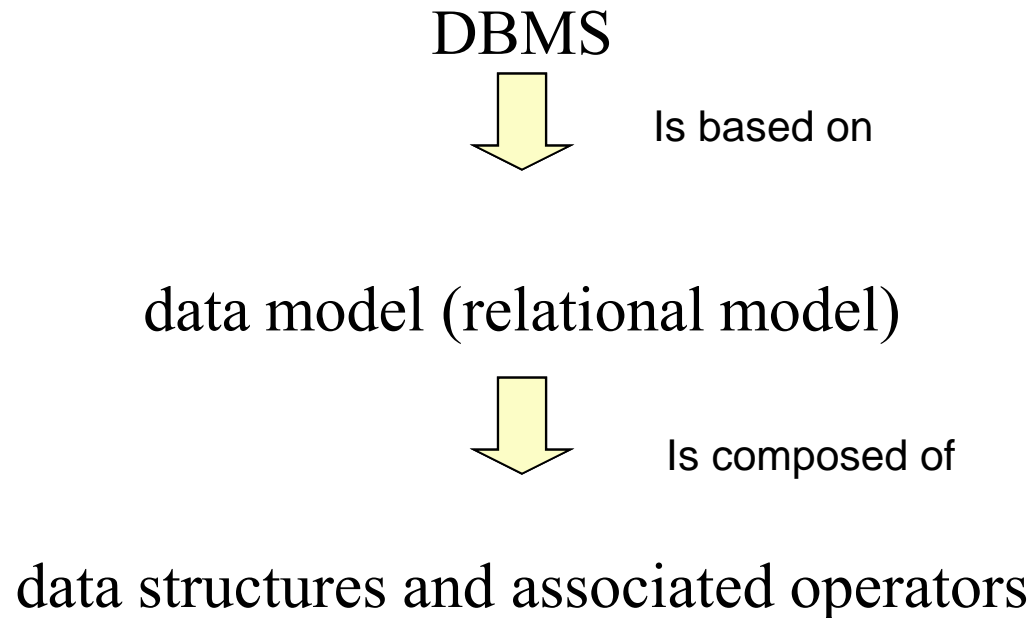 DBMS
Is based on
data model (relational model)
Is composed of
data structures and associated operators